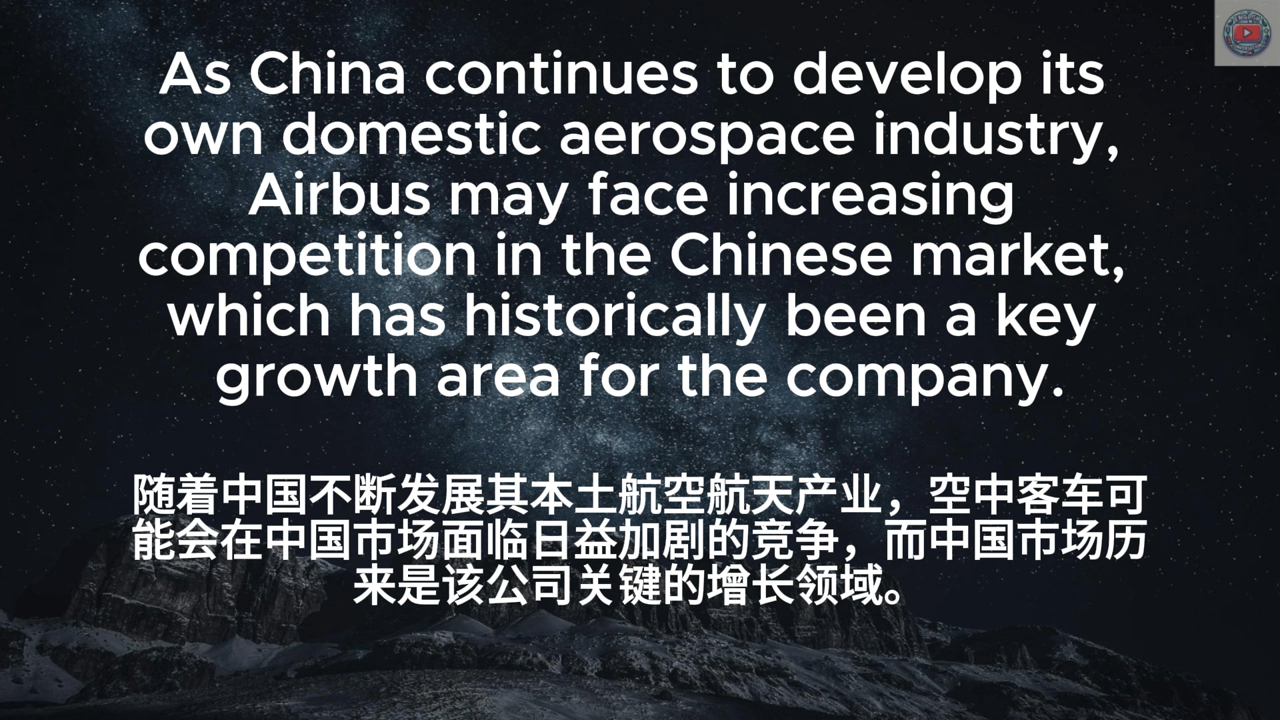 As China continues to develop its
own domestic aerospace industry,
Airbus may face increasing
competition in the Chinese market,
which has historically been a key
growth area for the company.
随着中国不断发展其本土航空航天产业，空中客车可
能会在中国市场面临日益加剧的竞争，而中国市场历
来是该公司关键的增长领域。